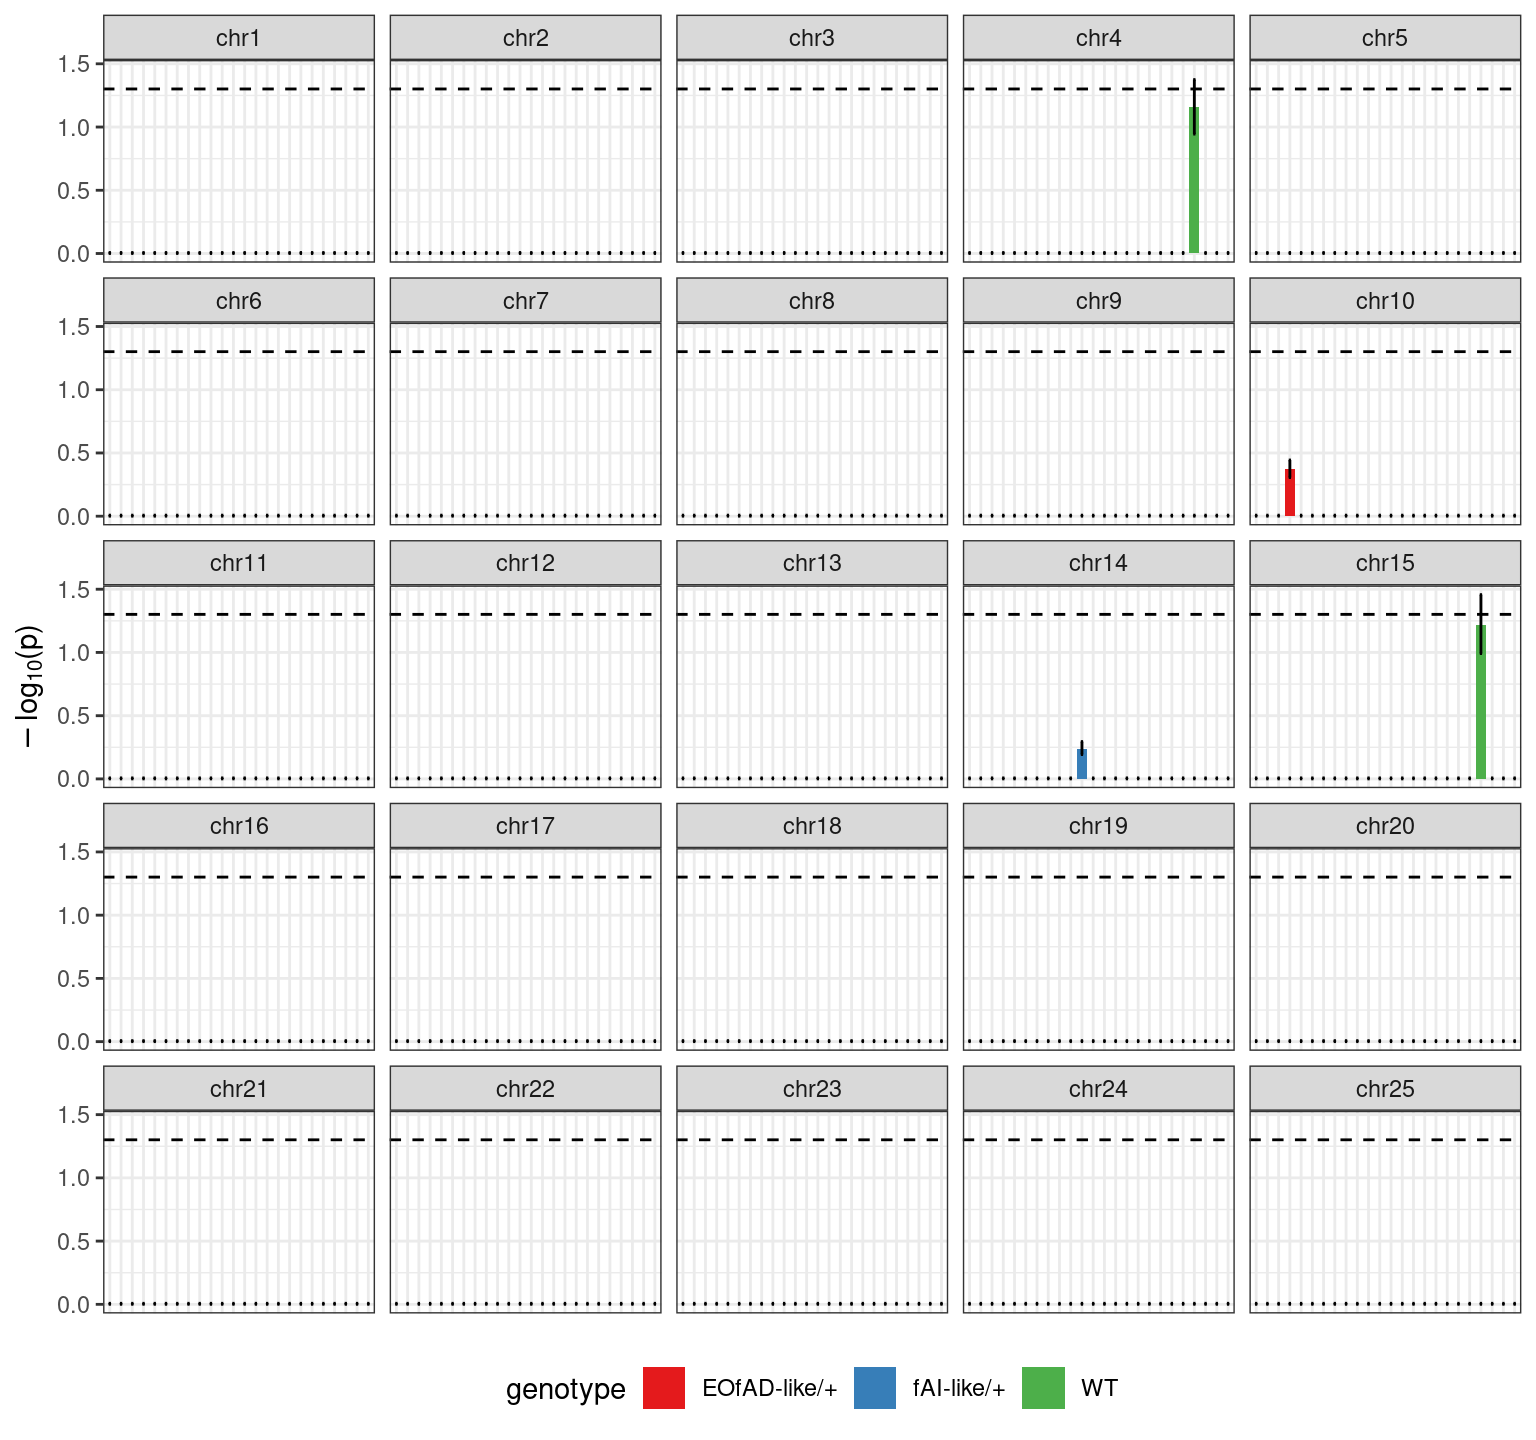 chr1 chr2 chr3 chr4 chr5
1.5
1.0
0.5
0.0
chr6 chr7 chr8 chr9 chr10
1.5
1.0
0.5
0.0
chr11 chr12 chr13 chr14 chr15
1.5
1.0
0.5
0.0
− log₁₀(p)
chr16 chr17 chr18 chr19 chr20
1.5
1.0
0.5
0.0
chr21 chr22 chr23 chr24 chr25
1.5
1.0
0.5
0.0
genotype EOfAD-like/+ fAI-like/+ WT